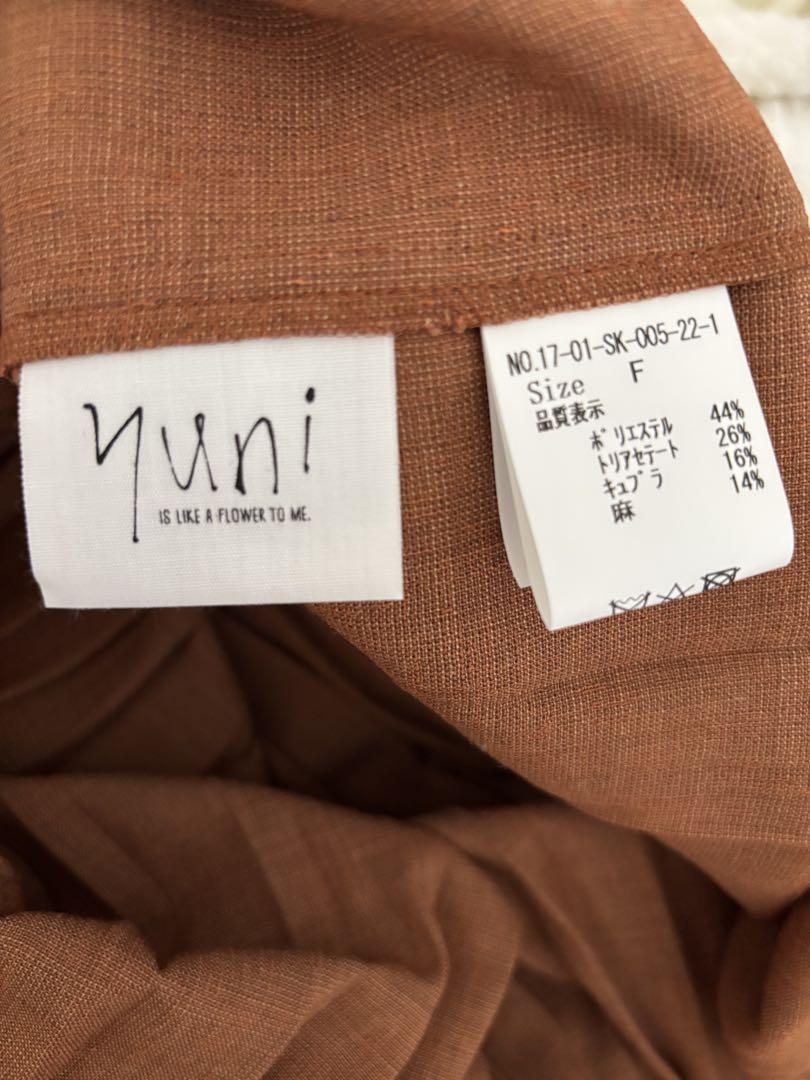 yuni
IS LIKE A FLOWER TO ME.
NO.17-01-SK-005-22-1
Size F
品質表示
ポリエステル 44%
トリアセテート 26%
キュプラ 16%
麻 14%